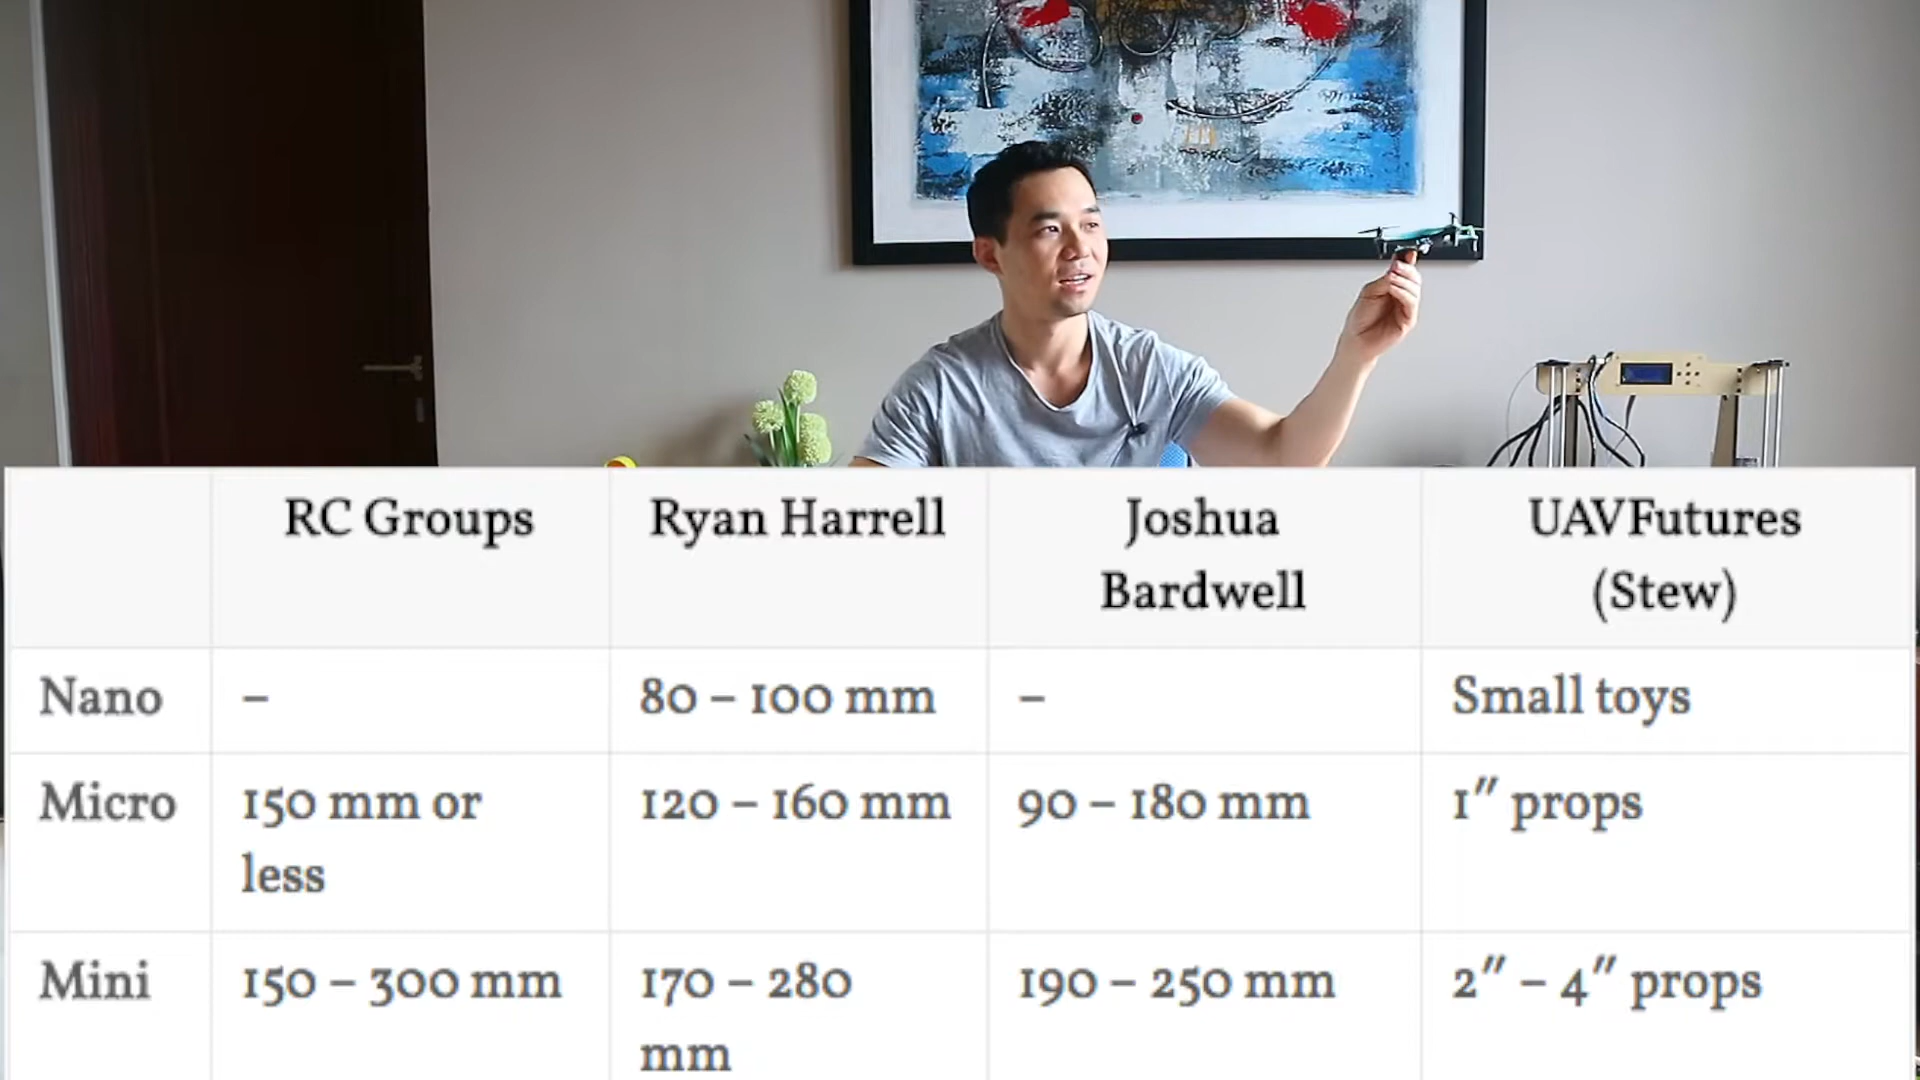 RC Groups
Ryan Harrell
Joshua
Bardwell
UAVFutures
(Stew)
Nano
–
80 – 100 mm
–
Small toys
Micro
150 mm or
less
120 – 160 mm
90 – 180 mm
1″ props
Mini
150 – 300 mm
170 – 280
mm
190 – 250 mm
2″ – 4″ props